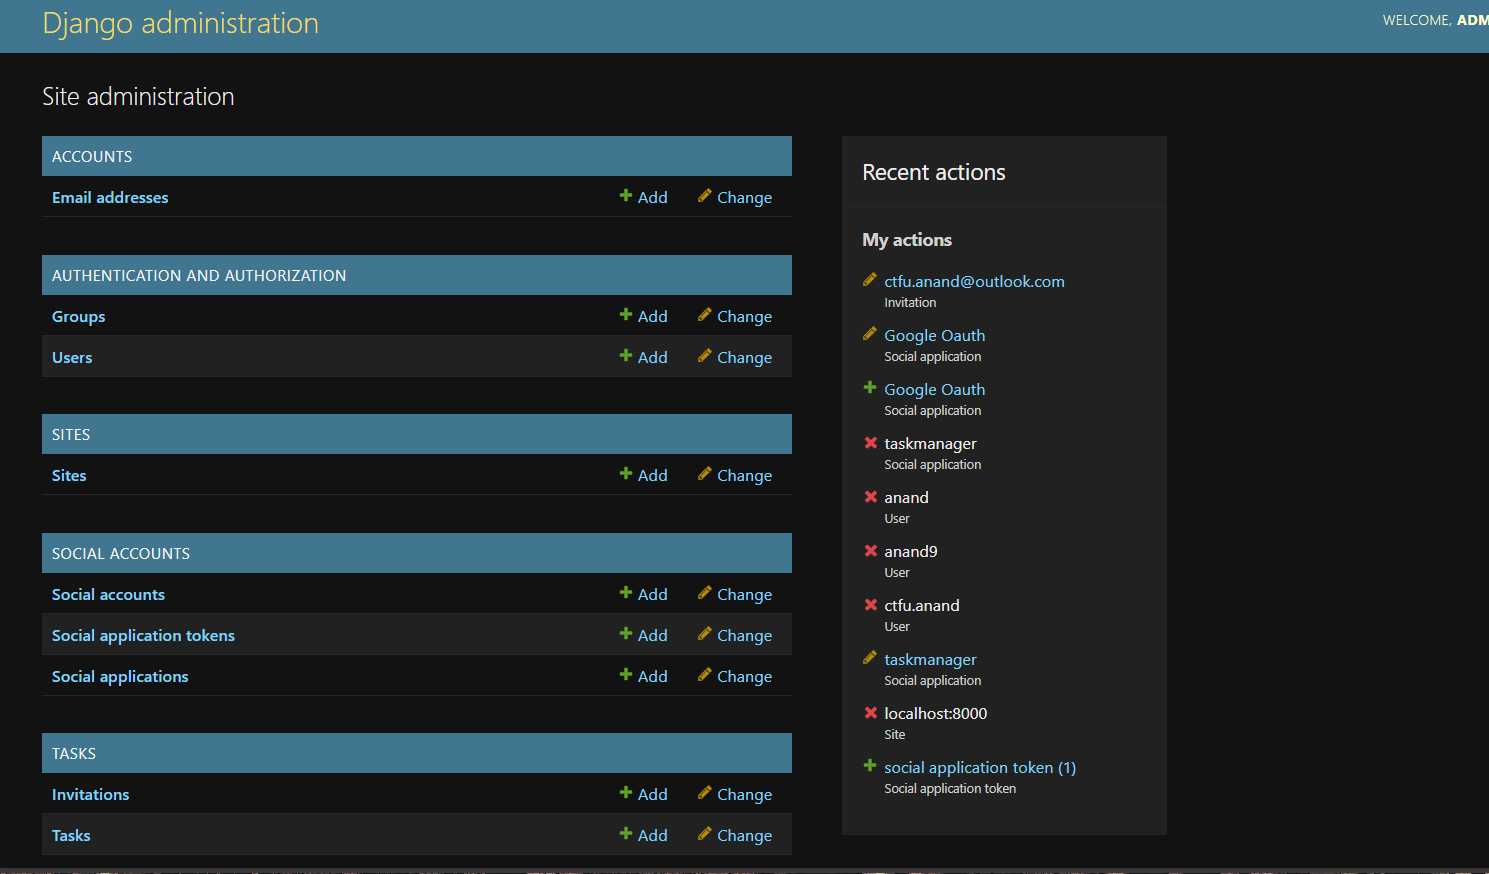 Django administration
WELCOME, ADM
Site administration
ACCOUNTS
Email addresses Add Change
AUTHENTICATION AND AUTHORIZATION
Groups Add Change
Users Add Change
SITES
Sites Add Change
SOCIAL ACCOUNTS
Social accounts Add Change
Social application tokens Add Change
Social applications Add Change
TASKS
Invitations Add Change
Tasks Add Change
Recent actions
My actions
ctfu.anand@outlook.com
Invitation
Google Oauth
Social application
Google Oauth
Social application
taskmanager
Social application
anand
User
anand9
User
ctfu.anand
User
taskmanager
Social application
localhost:8000
Site
social application token (1)
Social application token